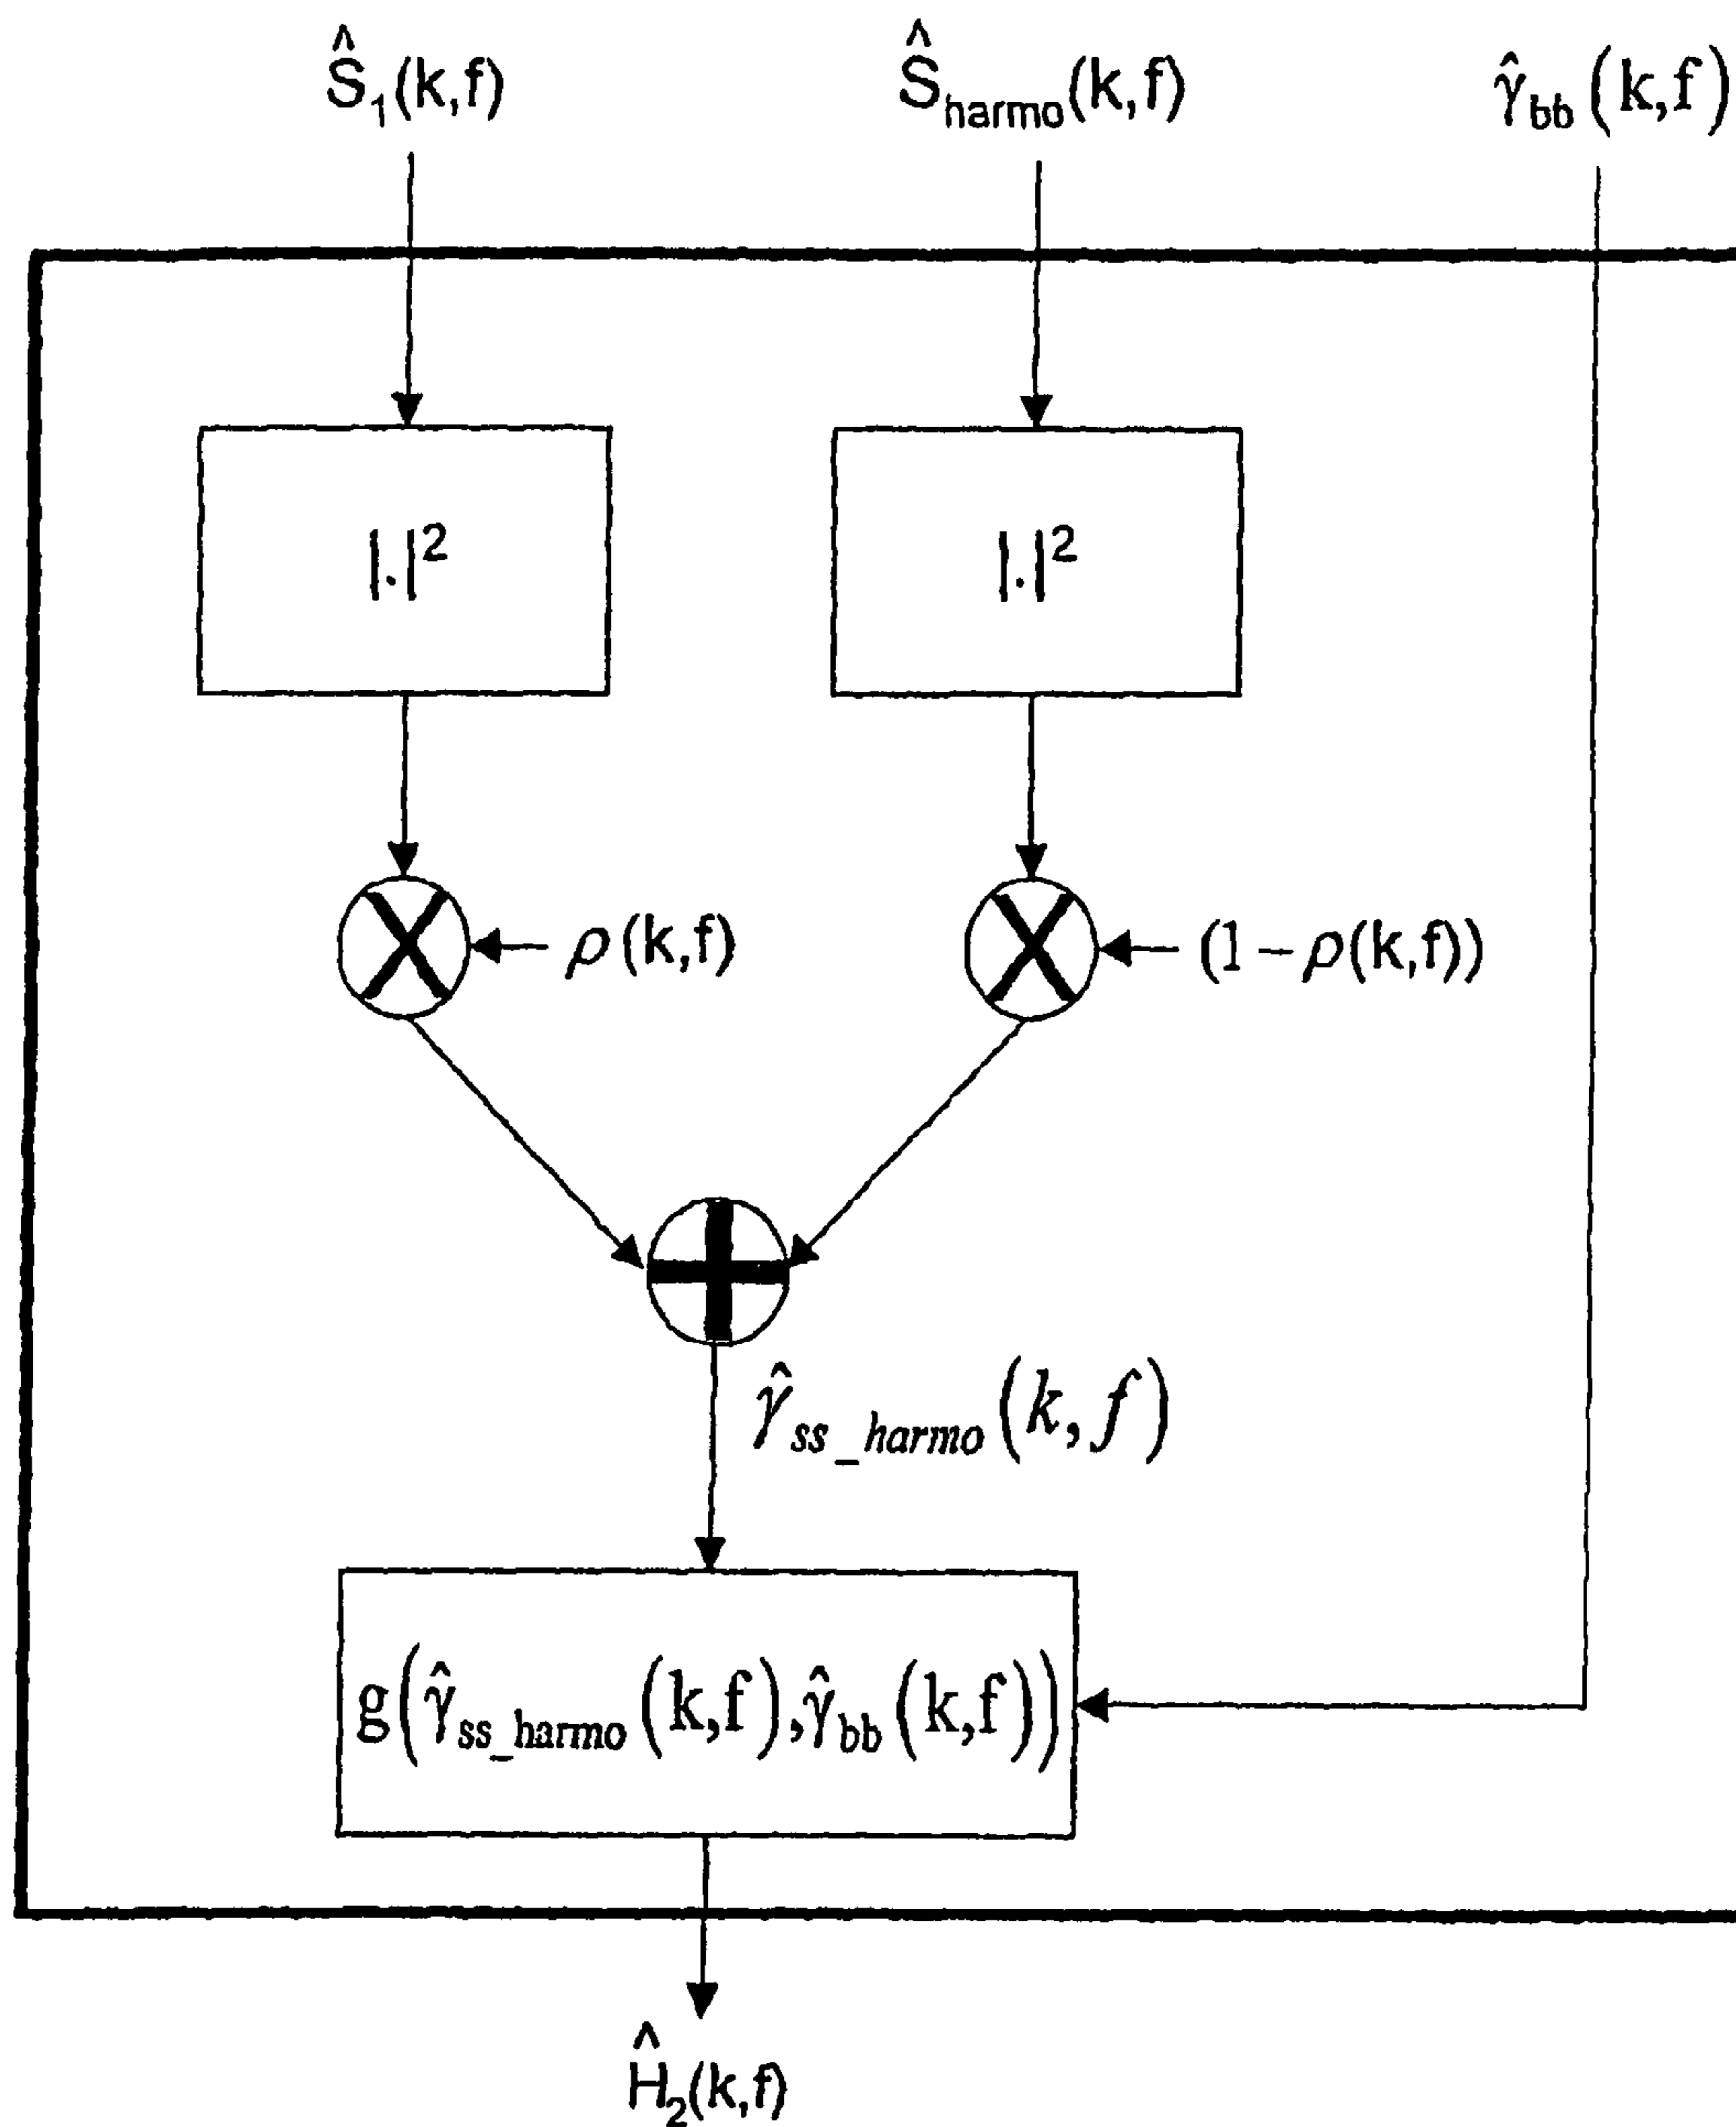 Ŝ₁(k,f) Ŝharmo(k,f) γ̂bb(k,f)
|.|² |.|²
ρ(k,f) (1−ρ(k,f))
γ̂ss_harmo(k,f)
g(γ̂ss_harmo(k,f),γ̂bb(k,f))
Ĥ₂(k,f)